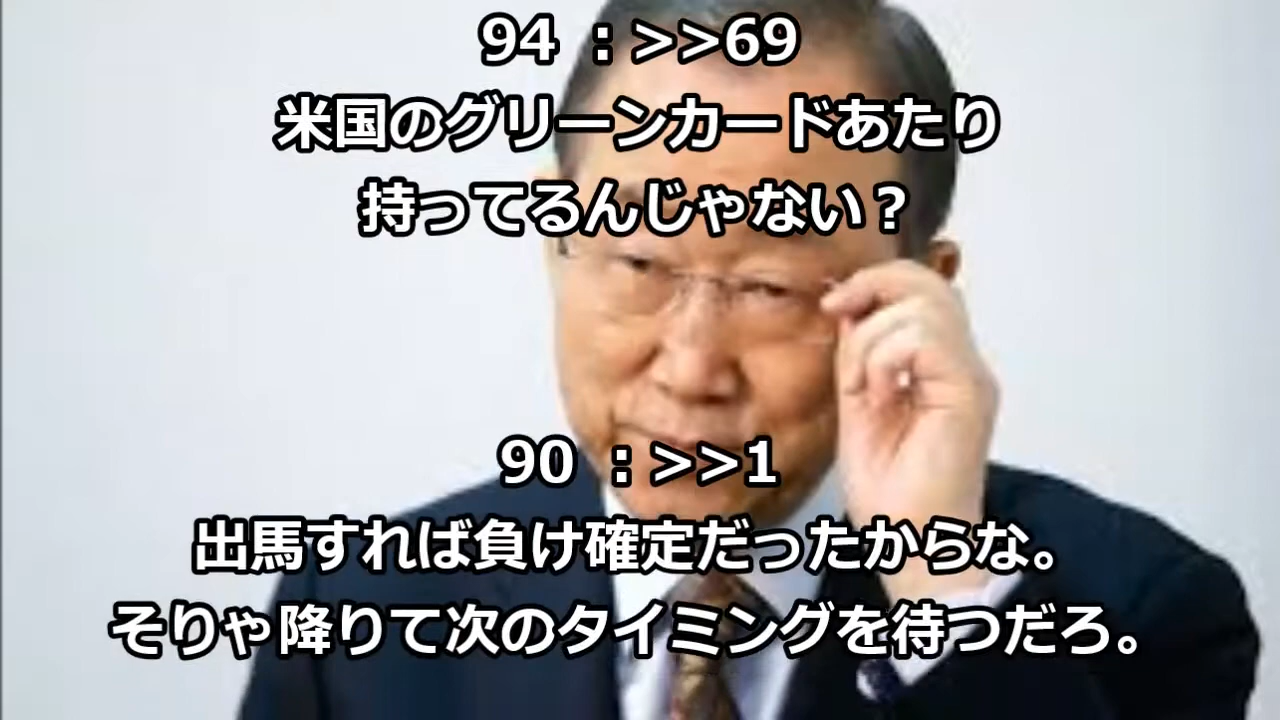 94 ：>>69
米国のグリーンカードあたり
持ってるんじゃない？
90 ：>>1
出馬すれば負け確定だったからな。
そりゃ降りて次のタイミングを待つだろ。